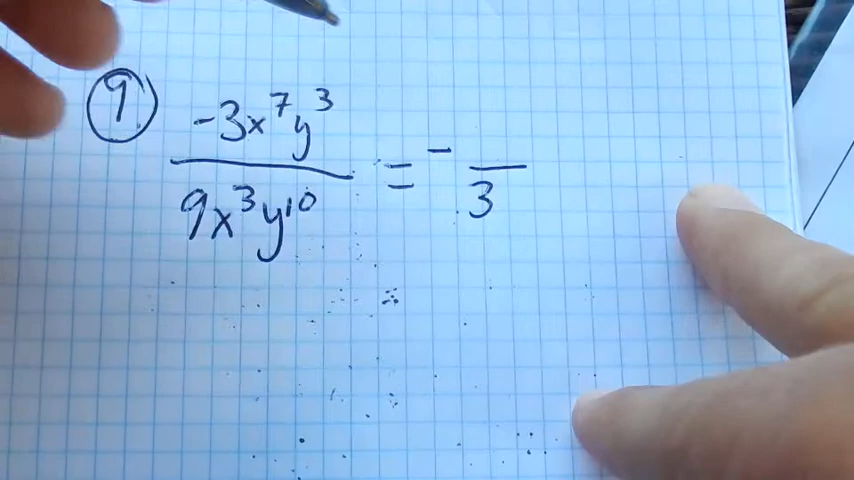 9 -3x⁷y³ = - 
9x³y¹⁰ 3